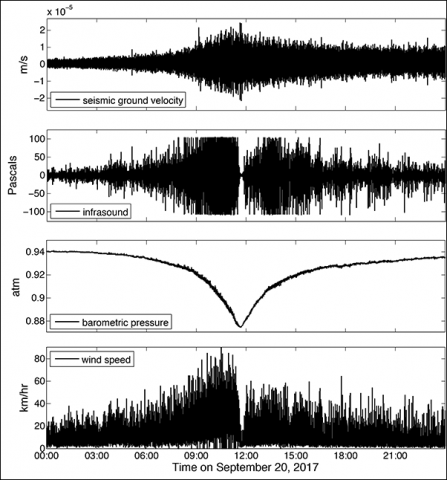 × 10⁻⁵
2
1
0
−1
−2
m/s
seismic ground velocity
100
50
0
−50
−100
Pascals
infrasound
0.94
0.92
0.9
0.88
atm
barometric pressure
wind speed
80
60
40
20
0
km/hr
00:00 03:00 06:00 09:00 12:00 15:00 18:00 21:00
Time on September 20, 2017